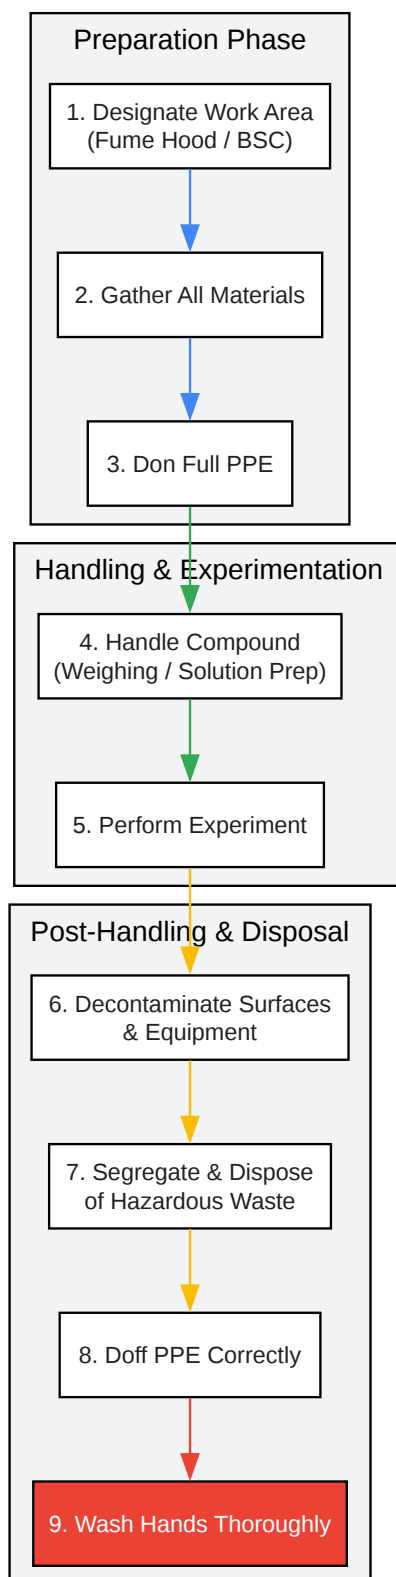 Preparation Phase
1. Designate Work Area
(Fume Hood / BSC)
2. Gather All Materials
3. Don Full PPE
Handling & Experimentation
4. Handle Compound
(Weighing / Solution Prep)
5. Perform Experiment
Post-Handling & Disposal
6. Decontaminate Surfaces
& Equipment
7. Segregate & Dispose
of Hazardous Waste
8. Doff PPE Correctly
9. Wash Hands Thoroughly